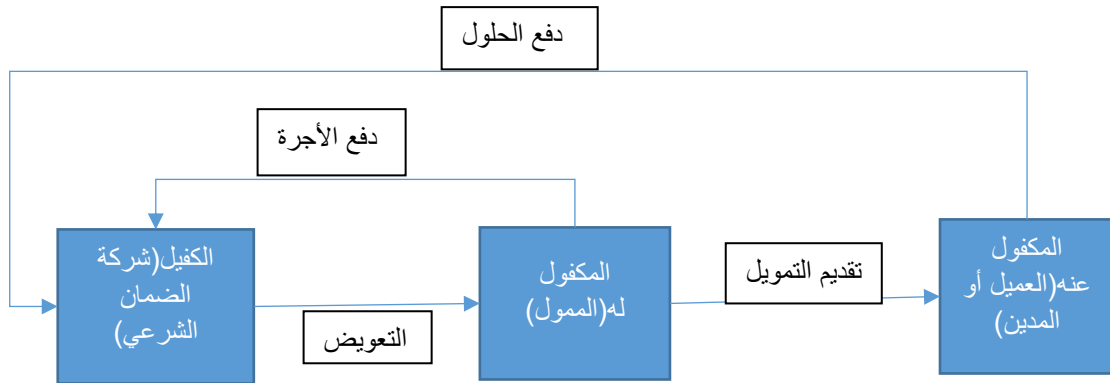 دفع الحلول
دفع الأجرة
الكفيل(شركة
الضمان
الشرعي)
المكفول
له(الممول)
تقديم التمويل
المكفول
عنه(العميل أو
المدين)
التعويض